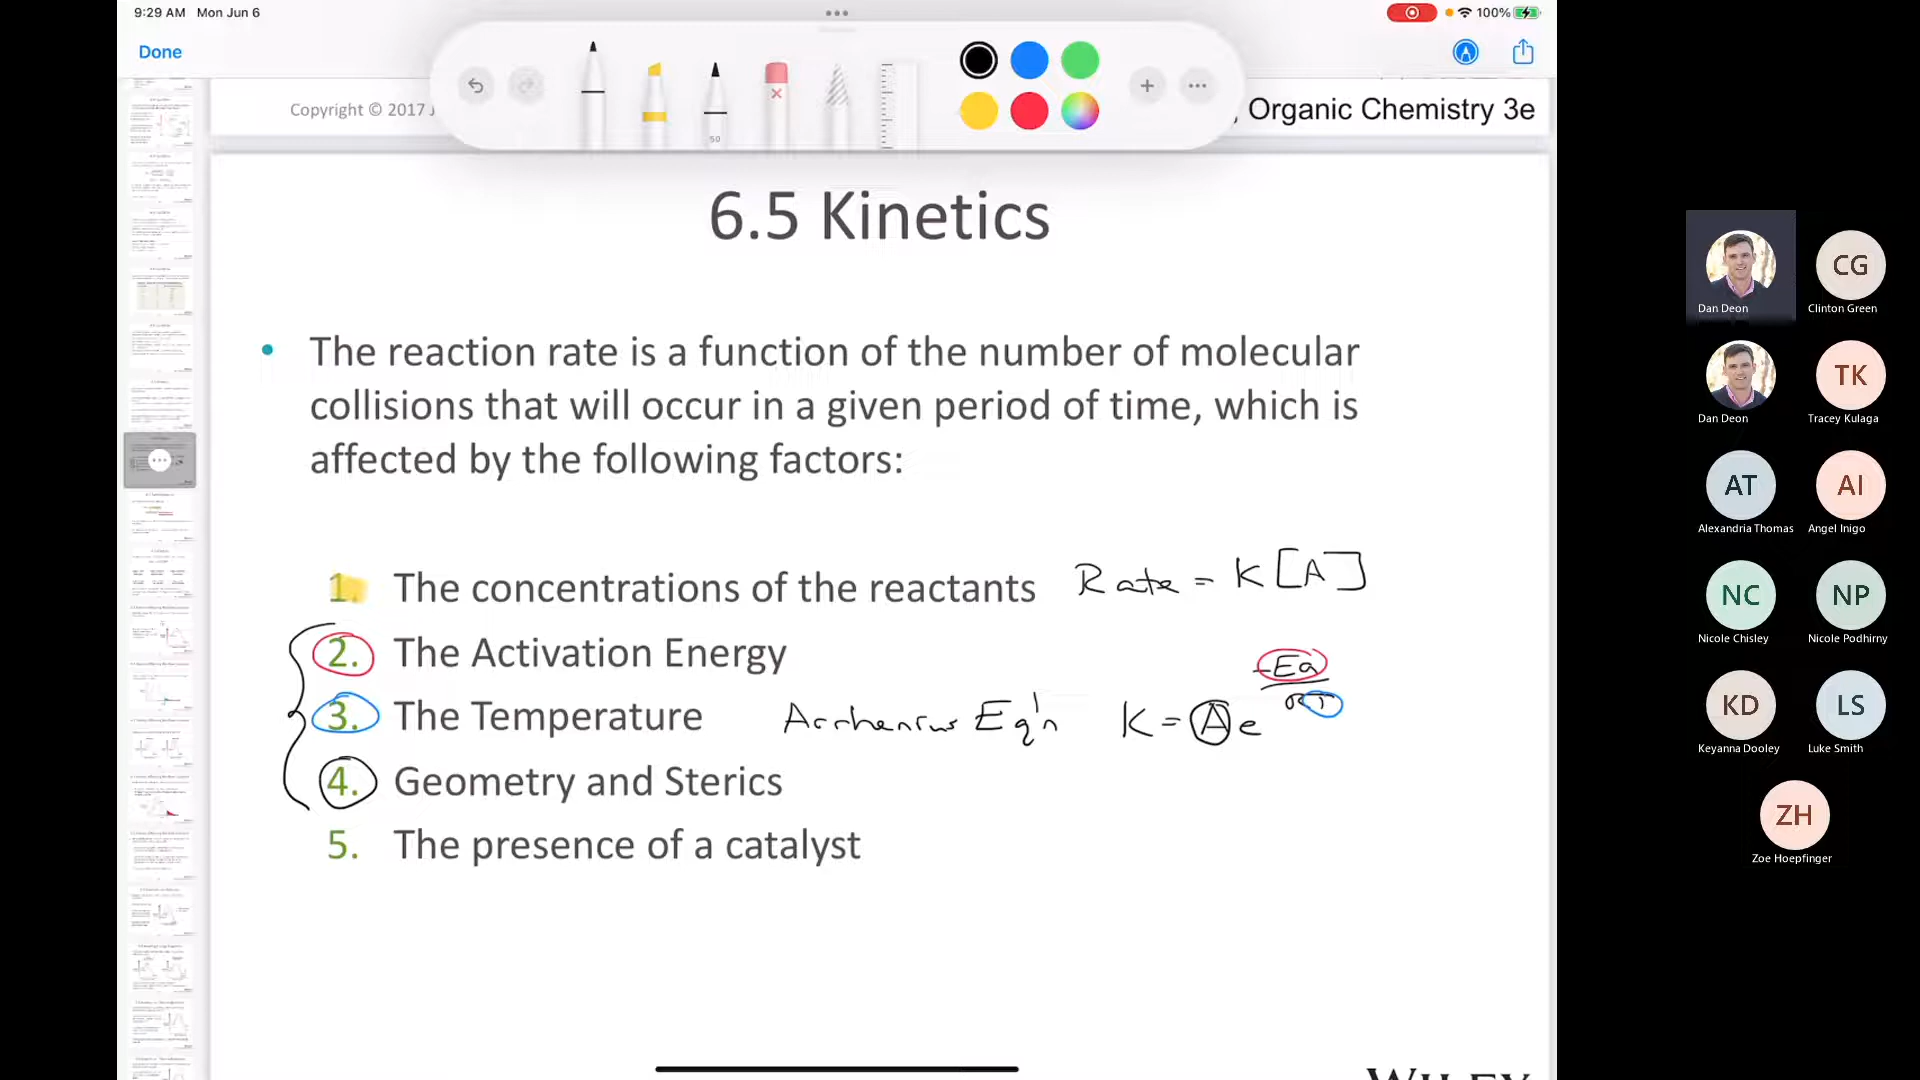 9:29 AM Mon Jun 6
100%
Done
50
Copyright © 2017 J
, Organic Chemistry 3e
6.5 Kinetics
• The reaction rate is a function of the number of molecular
collisions that will occur in a given period of time, which is
affected by the following factors:
1. The concentrations of the reactants Rate = K[A]
2. The Activation Energy
3. The Temperature Arrhenius Eq'n K = Ae -Ea/RT
4. Geometry and Sterics
5. The presence of a catalyst
WILEY
Dan Deon
CG
Clinton Green
Dan Deon
TK
Tracey Kulaga
AT
Alexandria Thomas
AI
Angel Inigo
NC
Nicole Chisley
NP
Nicole Podhirny
KD
Keyanna Dooley
LS
Luke Smith
ZH
Zoe Hoepfinger